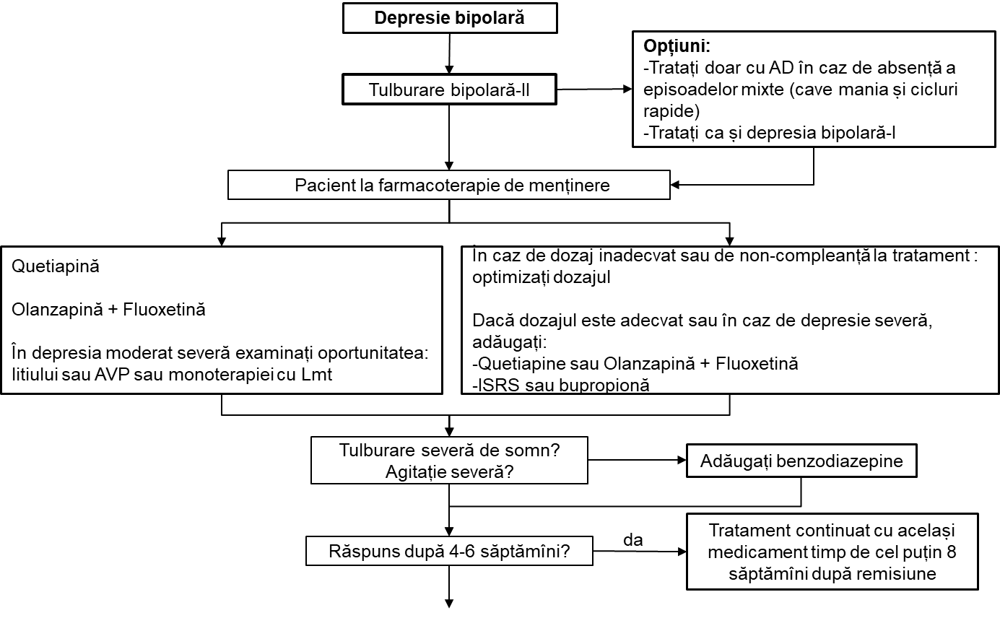 Depresie bipolară
Tulburare bipolară-II
Opțiuni:
-Tratați doar cu AD în caz de absență a
episoadelor mixte (cave mania și cicluri
rapide)
-Tratați ca și depresia bipolară-I
Pacient la farmacoterapie de menținere
Quetiapină
Olanzapină + Fluoxetină
În depresia moderat severă examinați oportunitatea:
litiului sau AVP sau monoterapiei cu Lmt
În caz de dozaj inadecvat sau de non-compleanță la tratament :
optimizați dozajul
Dacă dozajul este adecvat sau în caz de depresie severă,
adăugați:
-Quetiapine sau Olanzapină + Fluoxetină
-ISRS sau bupropionă
Tulburare severă de somn?
Agitație severă?
Adăugați benzodiazepine
Răspuns după 4-6 săptămîni?
da
Tratament continuat cu același
medicament timp de cel puțin 8
săptămîni după remisiune